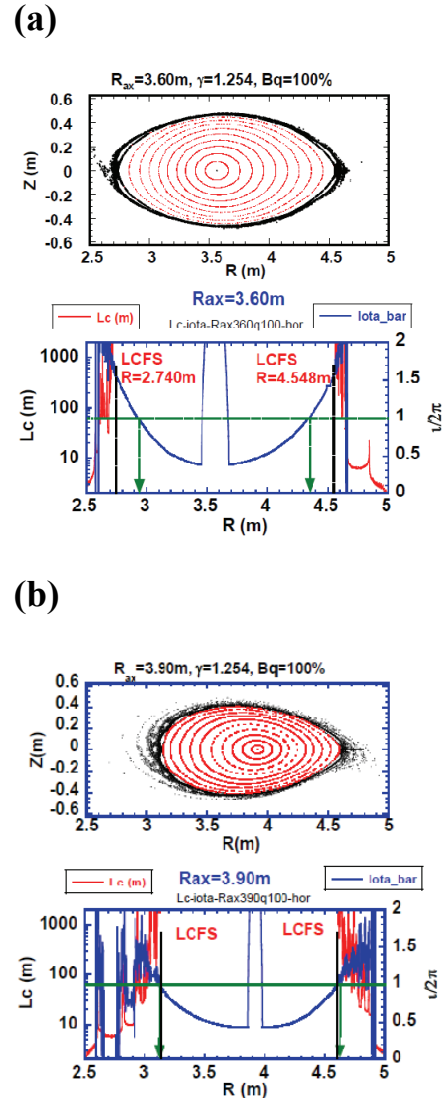 (a)
R_ax=3.60m, γ=1.254, Bq=100%
0.6
0.4
0.2
0
-0.2
-0.4
-0.6
Z (m)
2.5 3 3.5 4 4.5 5
R (m)
Rax=3.60m
Lc (m)
Lc-iota-Rax360q100-hor
Iota_bar
1000
100
10
Lc (m)
LCFS
R=2.740m
LCFS
R=4.548m
2
1.5
1
0.5
0
ι/2π
2.5 3 3.5 4 4.5 5
R (m)
(b)
R_ax=3.90m, γ=1.254, Bq=100%
0.6
0.4
0.2
0
-0.2
-0.4
-0.6
Z(m)
2.5 3 3.5 4 4.5 5
R(m)
Lc (m)
Rax=3.90m
Iota_bar
Lc-iota-Rax390q100-hor
1000
100
10
Lc (m)
LCFS LCFS
2
1.5
1
0.5
0
ι/2π
2.5 3 3.5 4 4.5 5
R (m)